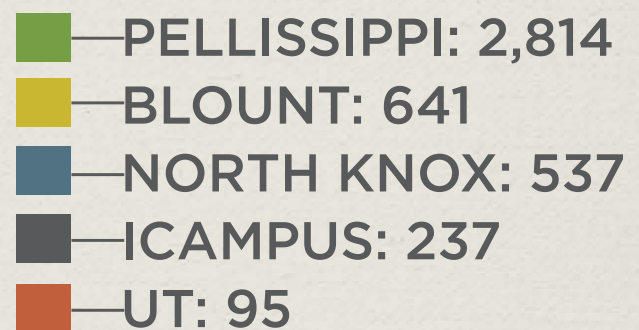 PELLISSIPPI: 2,814
BLOUNT: 641
NORTH KNOX: 537
ICAMPUS: 237
UT: 95